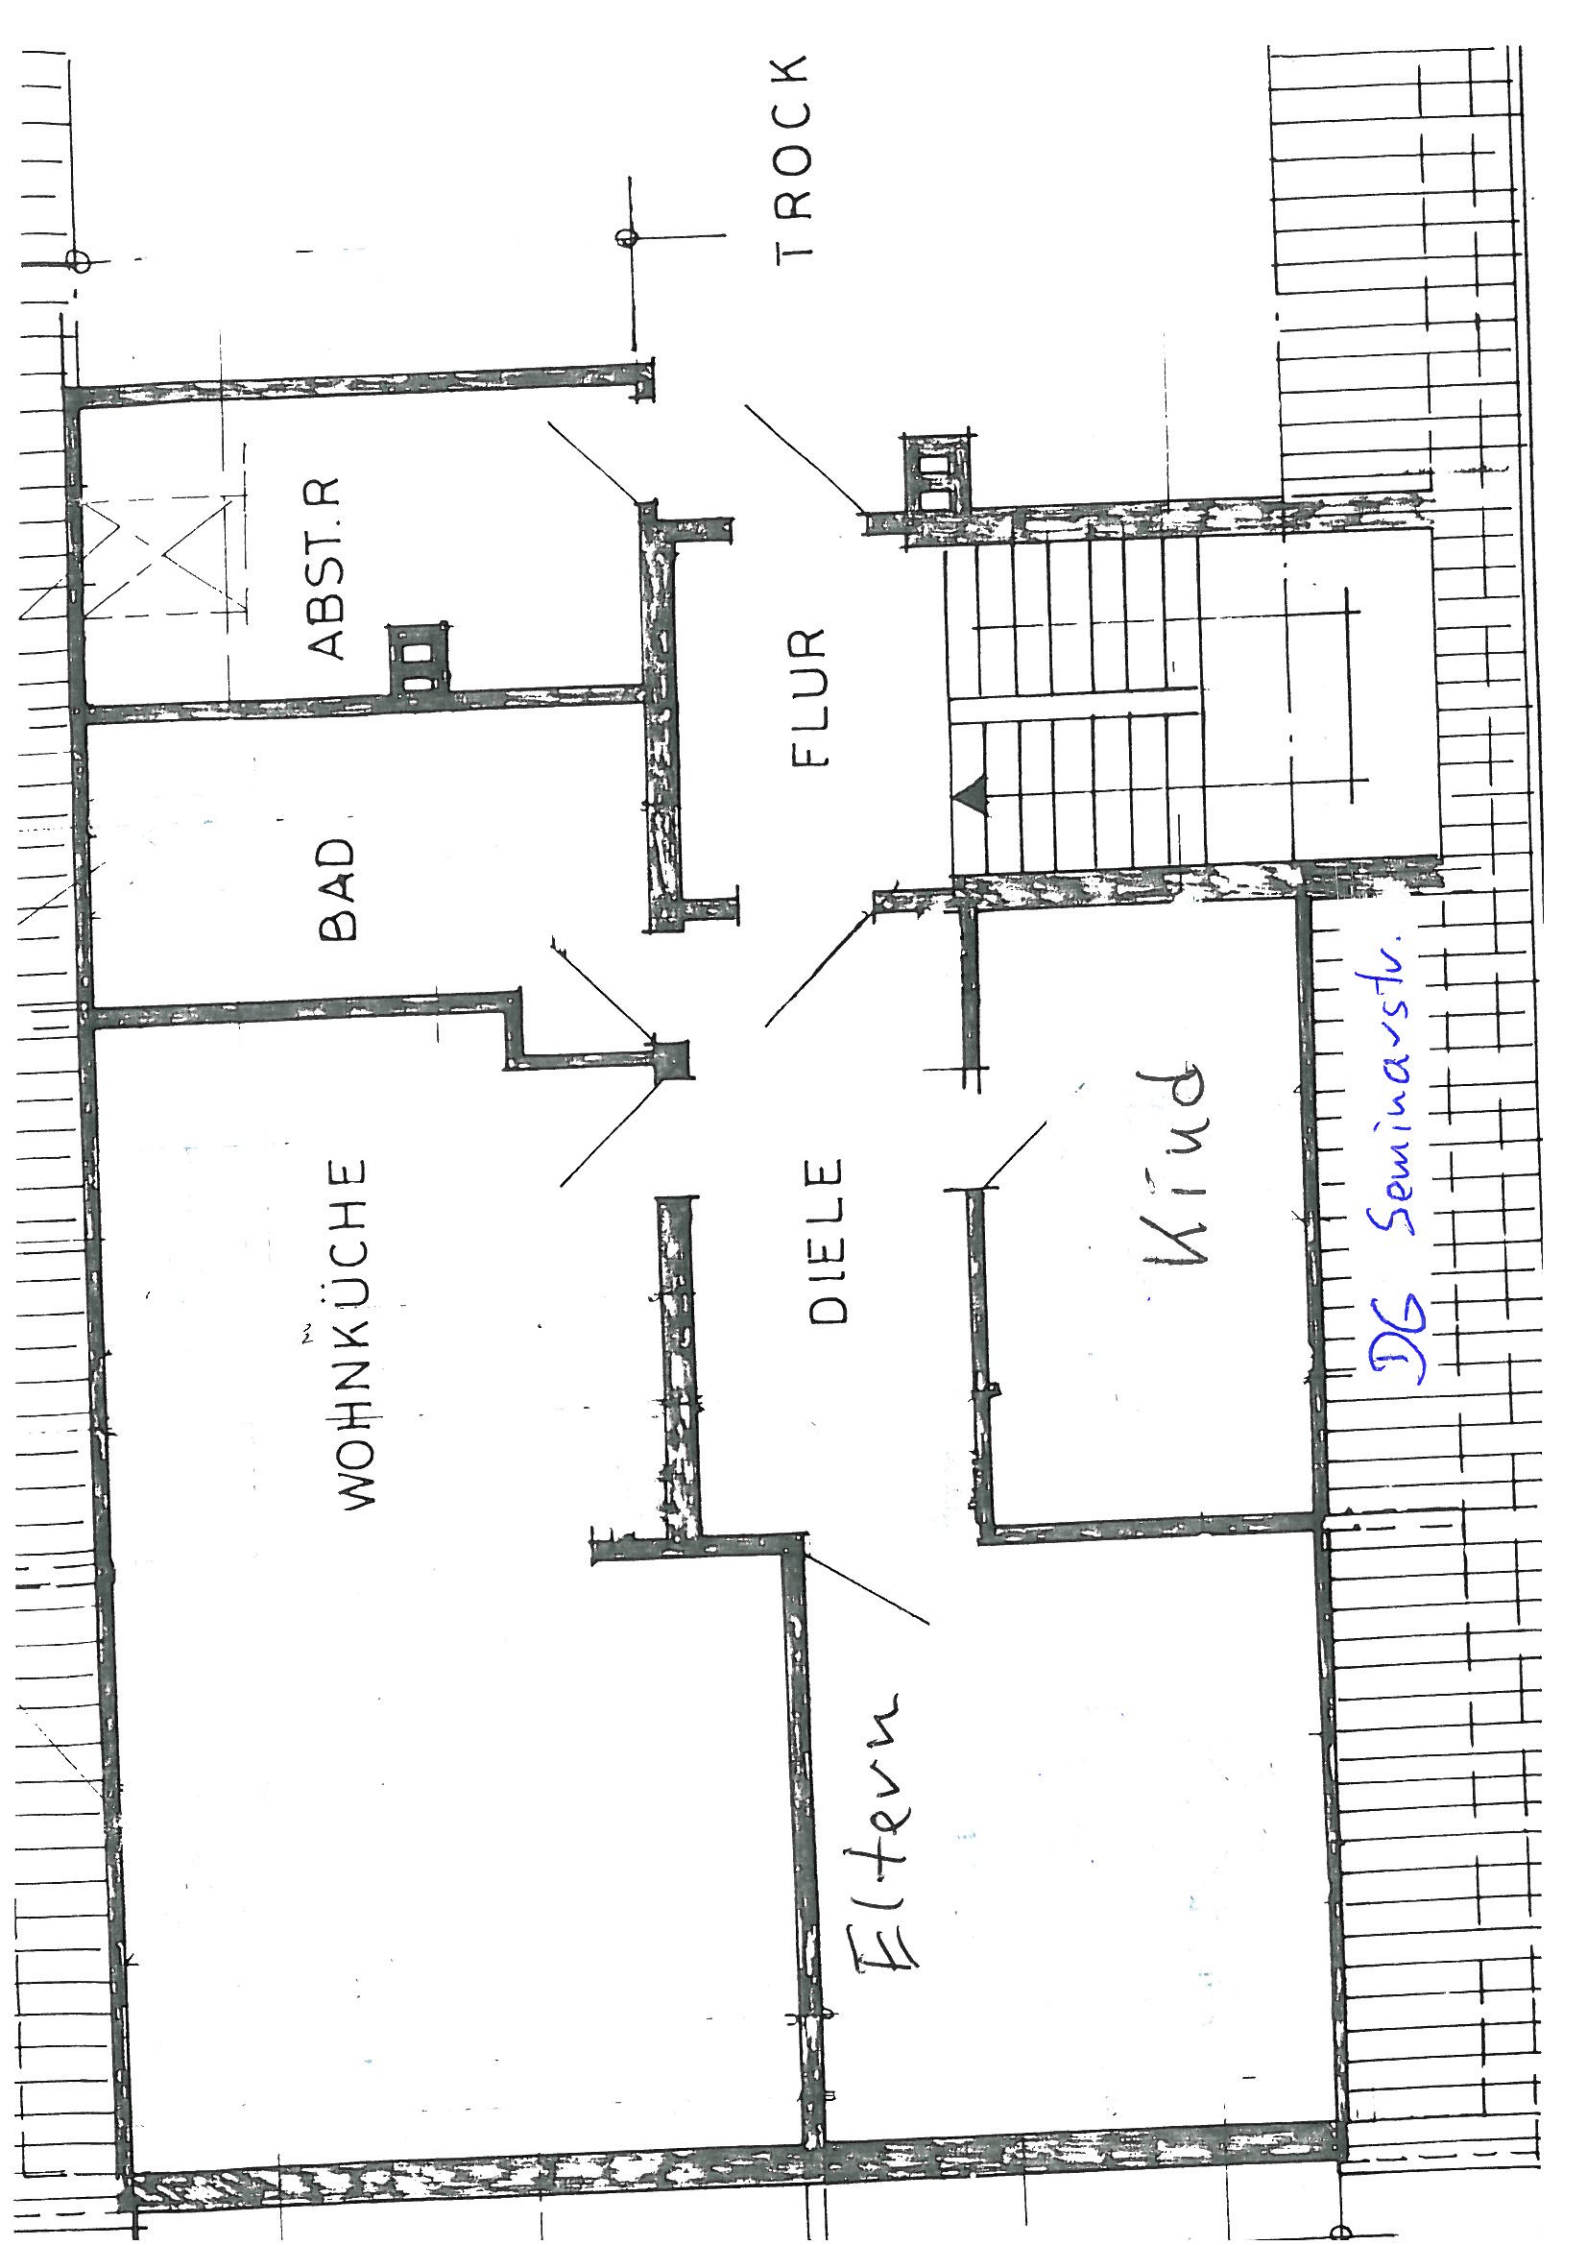 WOHNKÜCHE
BAD
ABST.R
TROCK
FLUR
DIELE
Eltern
Kind
DG Seminarstr.